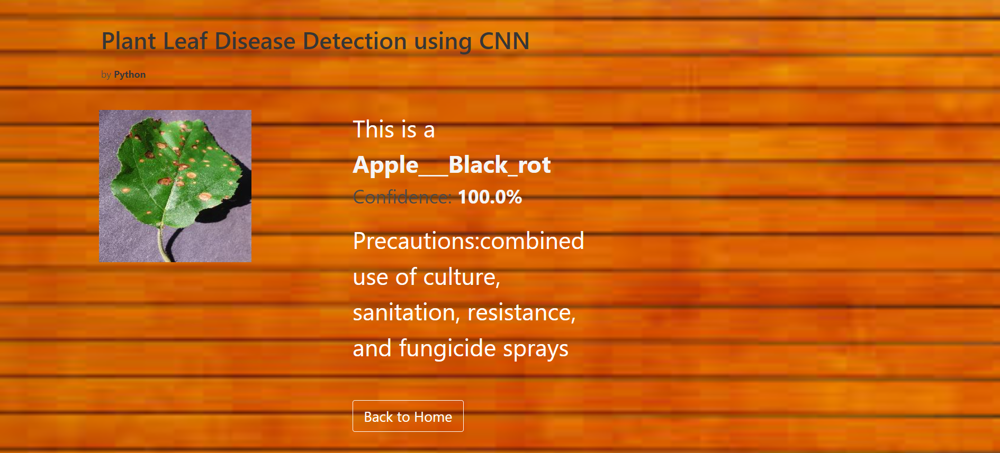 Plant Leaf Disease Detection using CNN
by Python
This is a
Apple___Black_rot
Confidence: 100.0%
Precautions:combined
use of culture,
sanitation, resistance,
and fungicide sprays
Back to Home